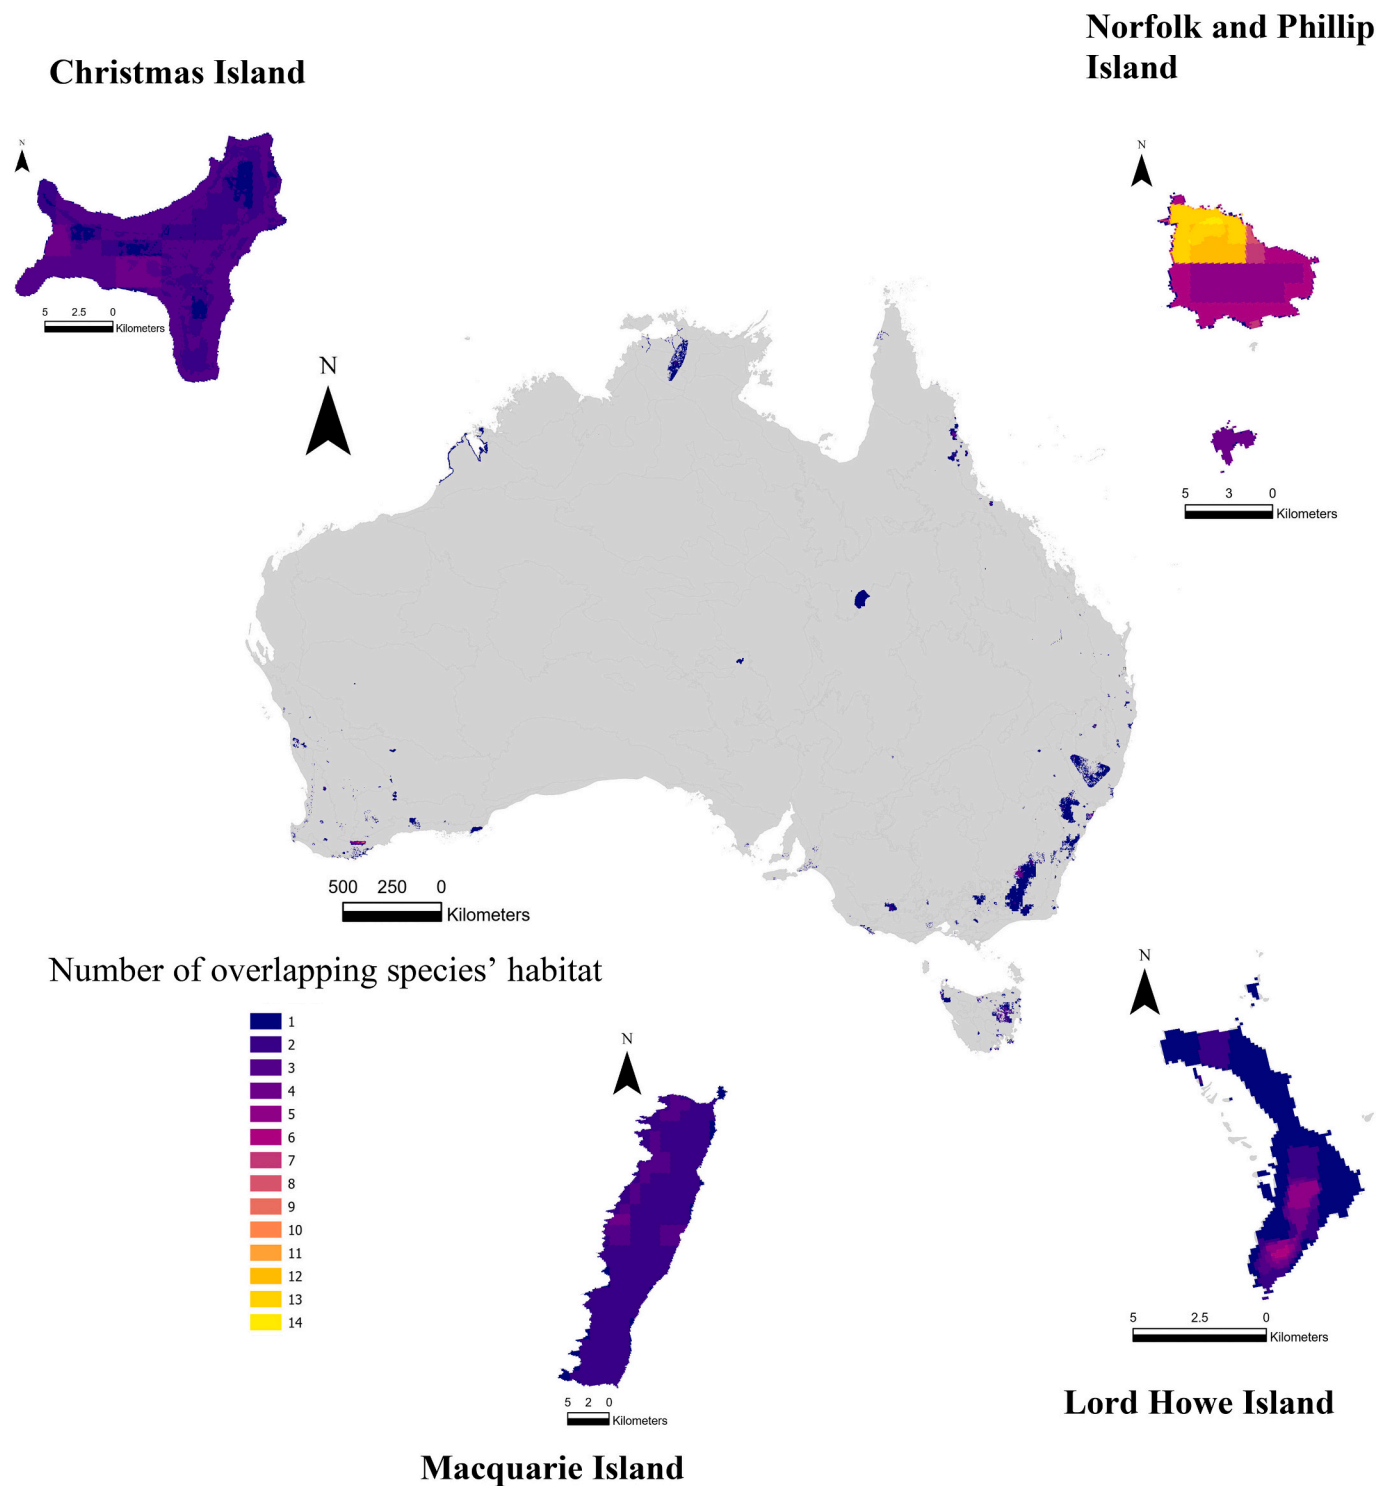 Norfolk and Phillip
Island
Christmas Island
N
N
5 2.5 0
Kilometers
N
5 3 0
Kilometers
500 250 0
Kilometers
Number of overlapping species’ habitat
1
2
3
4
5
6
7
8
9
10
11
12
13
14
N
5 2 0
Kilometers
Macquarie Island
N
5 2.5 0
Kilometers
Lord Howe Island